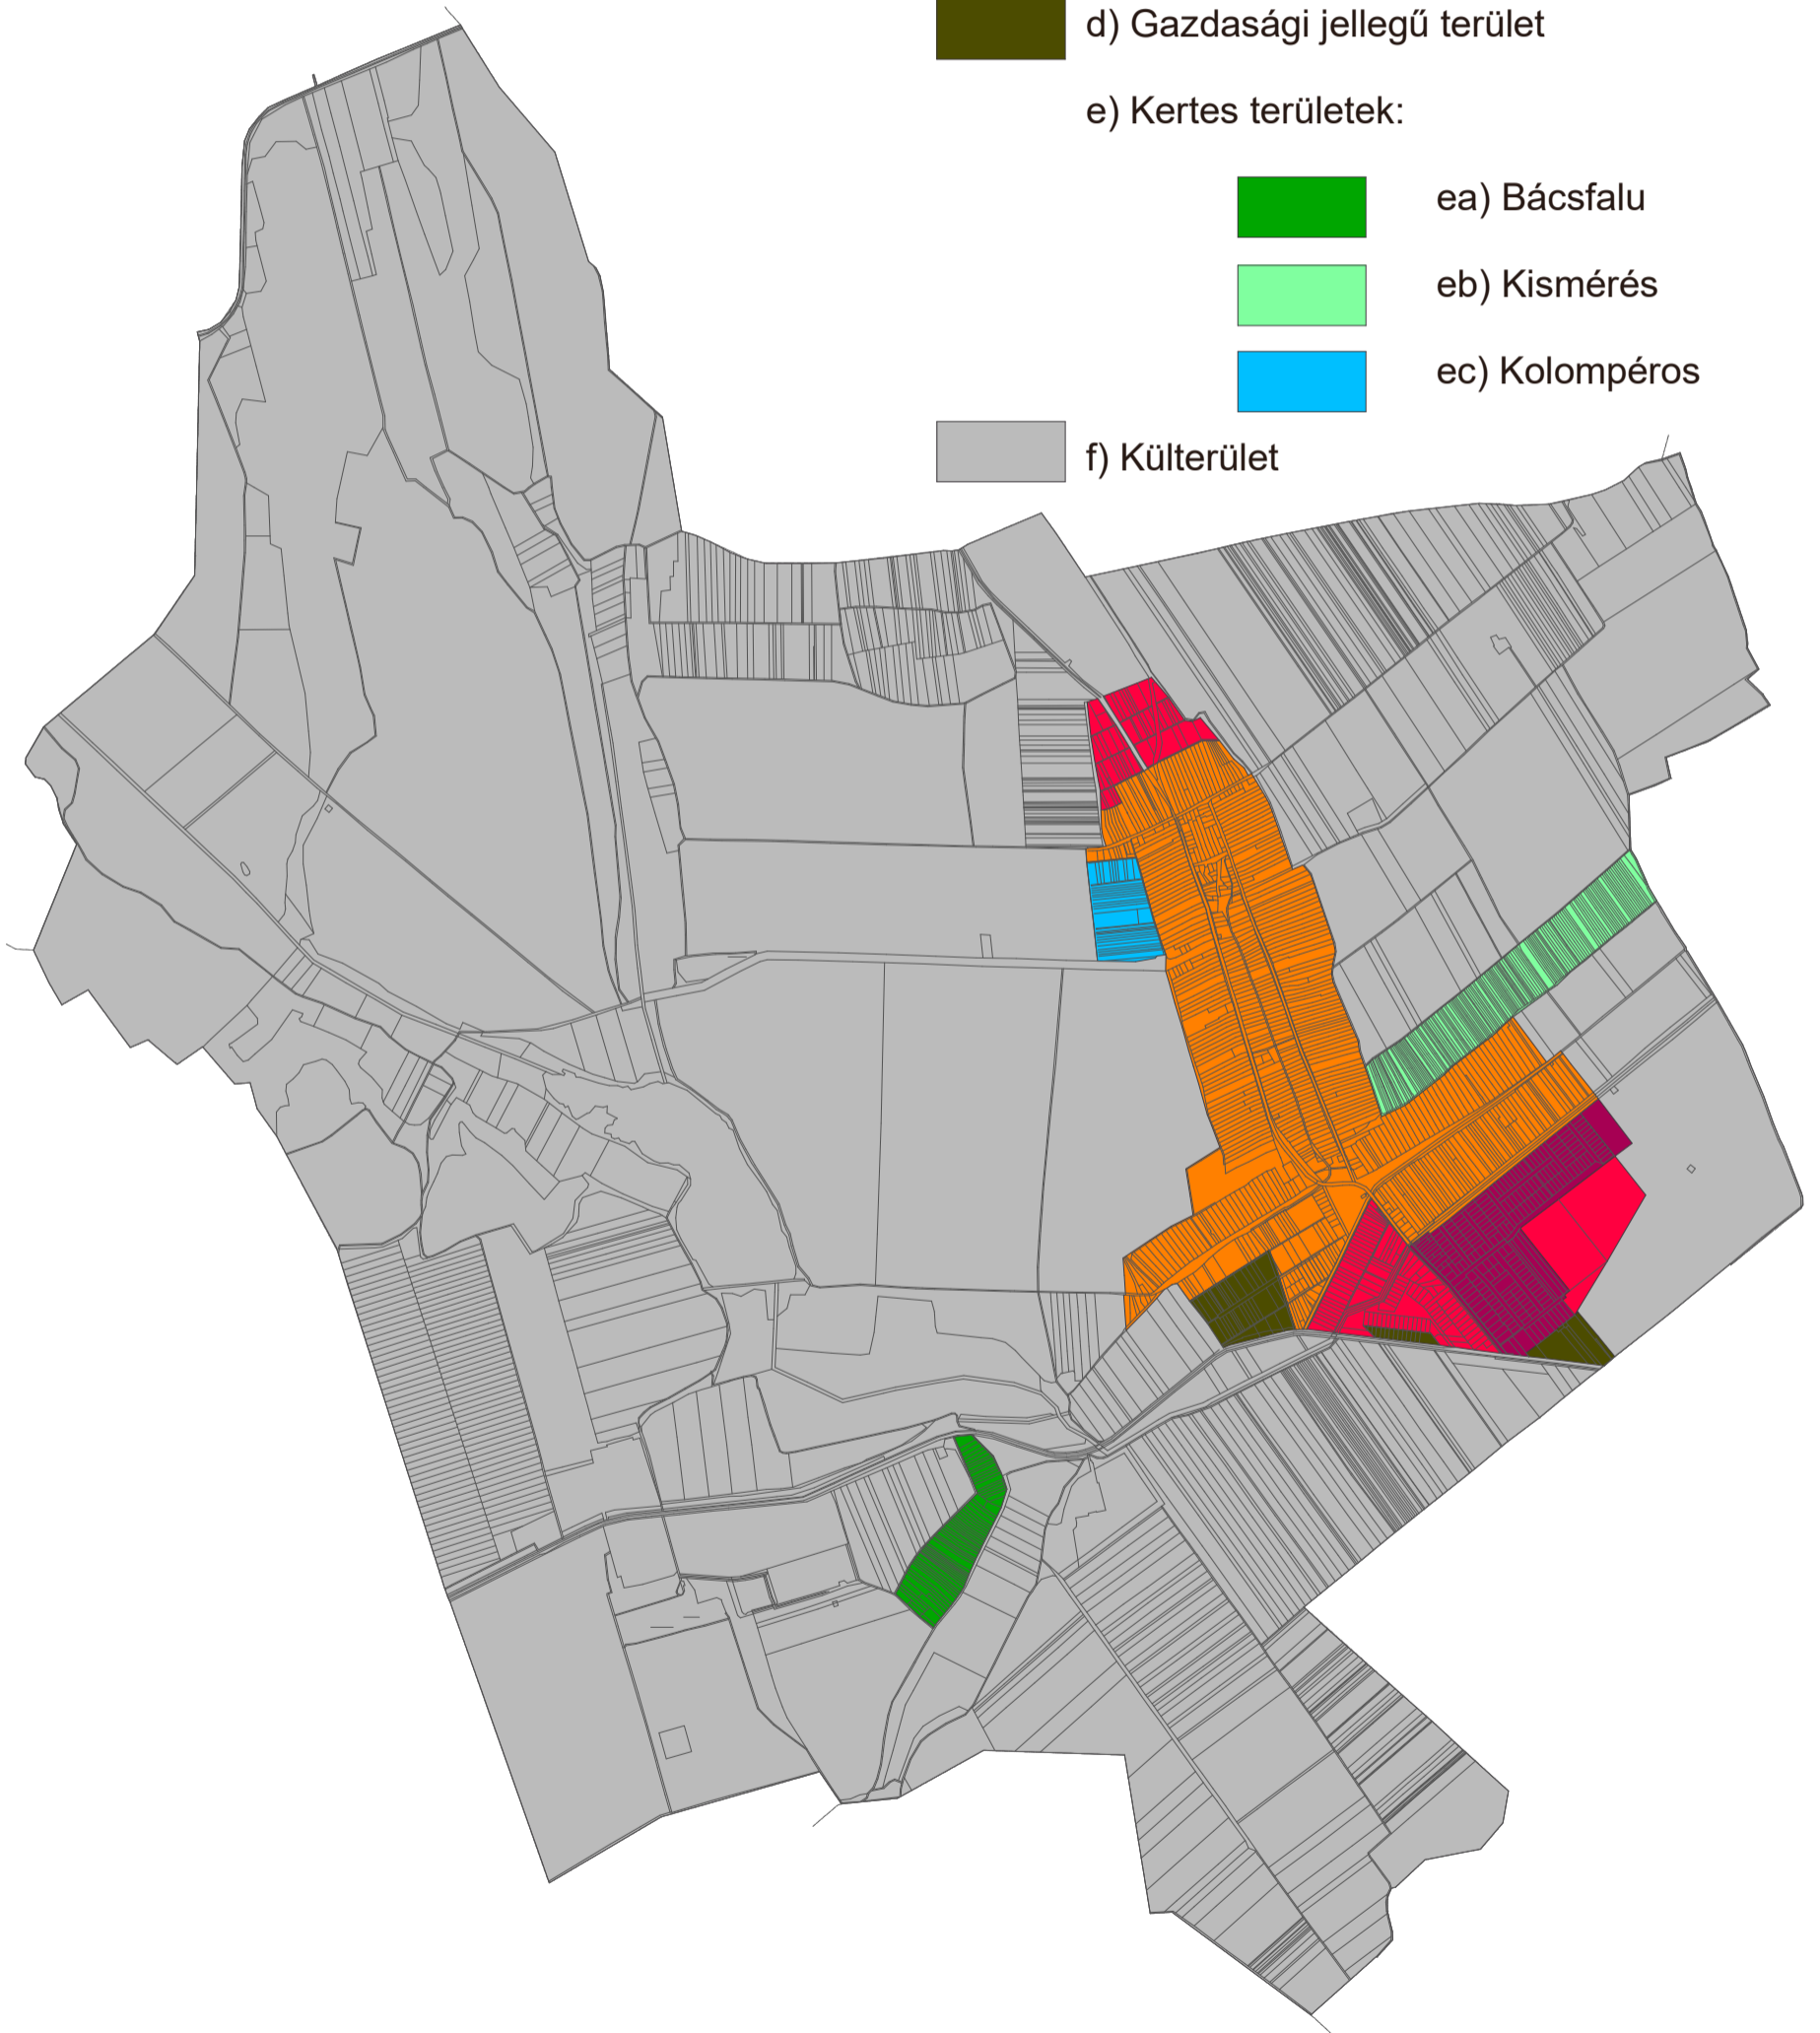 d) Gazdasági jellegű terület
e) Kertes területek:
ea) Bácsfalu
eb) Kismérés
ec) Kolompéros
f) Külterület